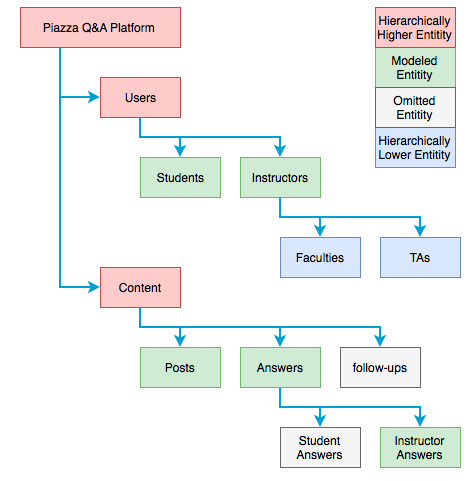 Piazza Q&A Platform
Hierarchically
Higher Entitity
Modeled
Entitity
Omitted
Entitity
Hierarchically
Lower Entitity
Users
Students
Instructors
Faculties
TAs
Content
Posts
Answers
follow-ups
Student
Answers
Instructor
Answers